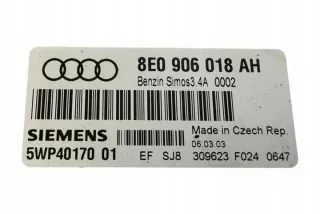 8E0 906 018 AH
Benzin Simos3.4A 0002
SIEMENS
Made in Czech Rep.
06.03.03
5WP40170 01
EF SJ8 309623 F024 0647